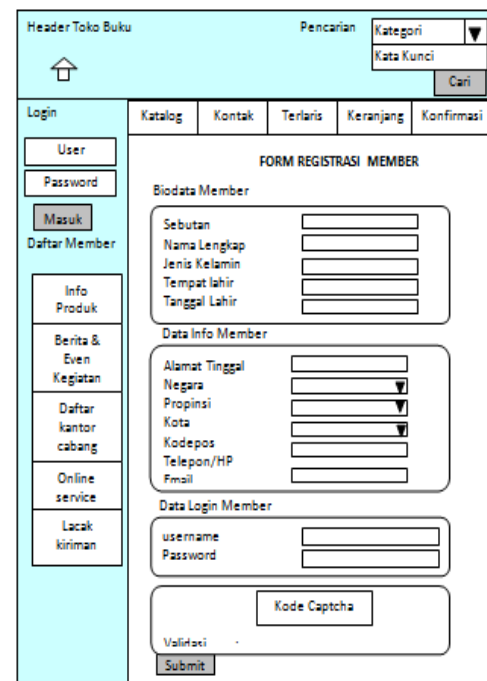 Header Toko Buku
Pencarian
Kategori
Kata Kunci
Cari
Login
User
Password
Masuk
Daftar Member
Info
Produk
Berita &
Even
Kegiatan
Daftar
kantor
cabang
Online
service
Lacak
kiriman
Katalog
Kontak
Terlaris
Keranjang
Konfirmasi
FORM REGISTRASI MEMBER
Biodata Member
Sebutan
Nama Lengkap
Jenis Kelamin
Tempat lahir
Tanggal Lahir
Data Info Member
Alamat Tinggal
Negara
Propinsi
Kota
Kodepos
Telepon/HP
Email
Data Login Member
username
Password
Kode Captcha
Validasi :
Submit